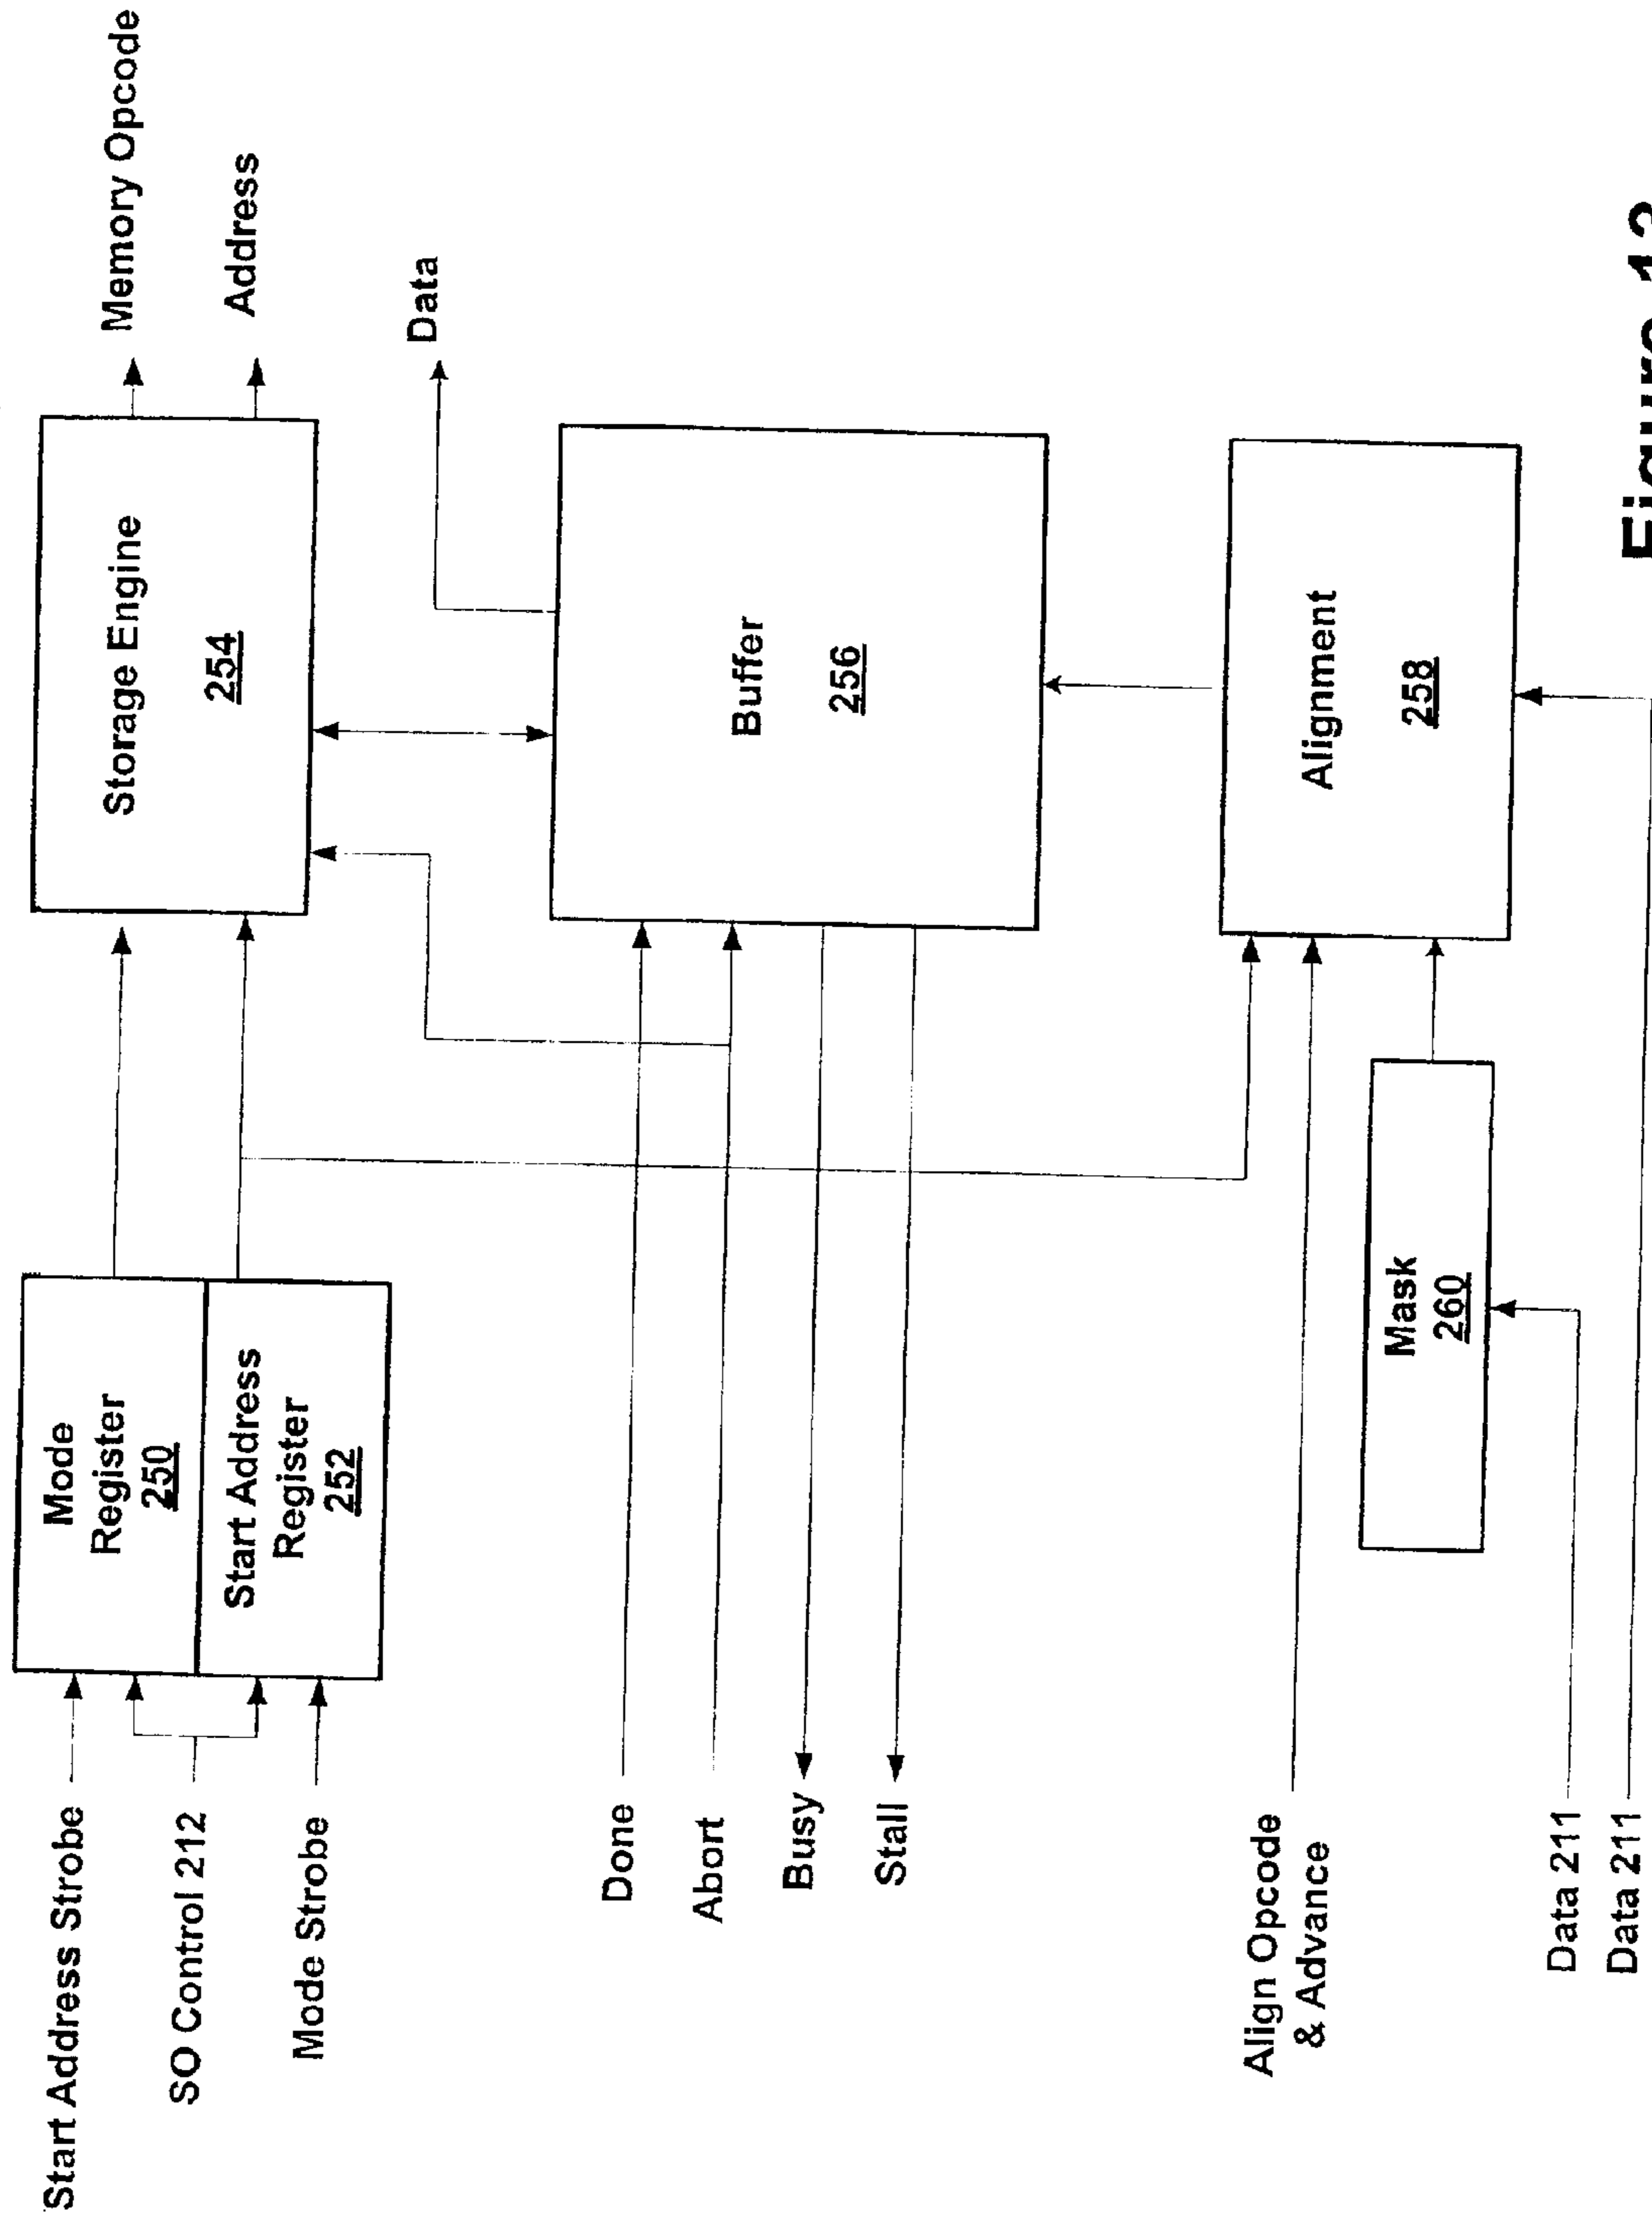 Start Address Strobe
SO Control 212
Mode Strobe
Mode
Register
250
Start Address
Register
252
Storage Engine
254
Memory Opcode
Address
Done
Abort
Busy
Stall
Buffer
256
Data
Align Opcode
& Advance
Mask
260
Alignment
258
Data 211
Data 211